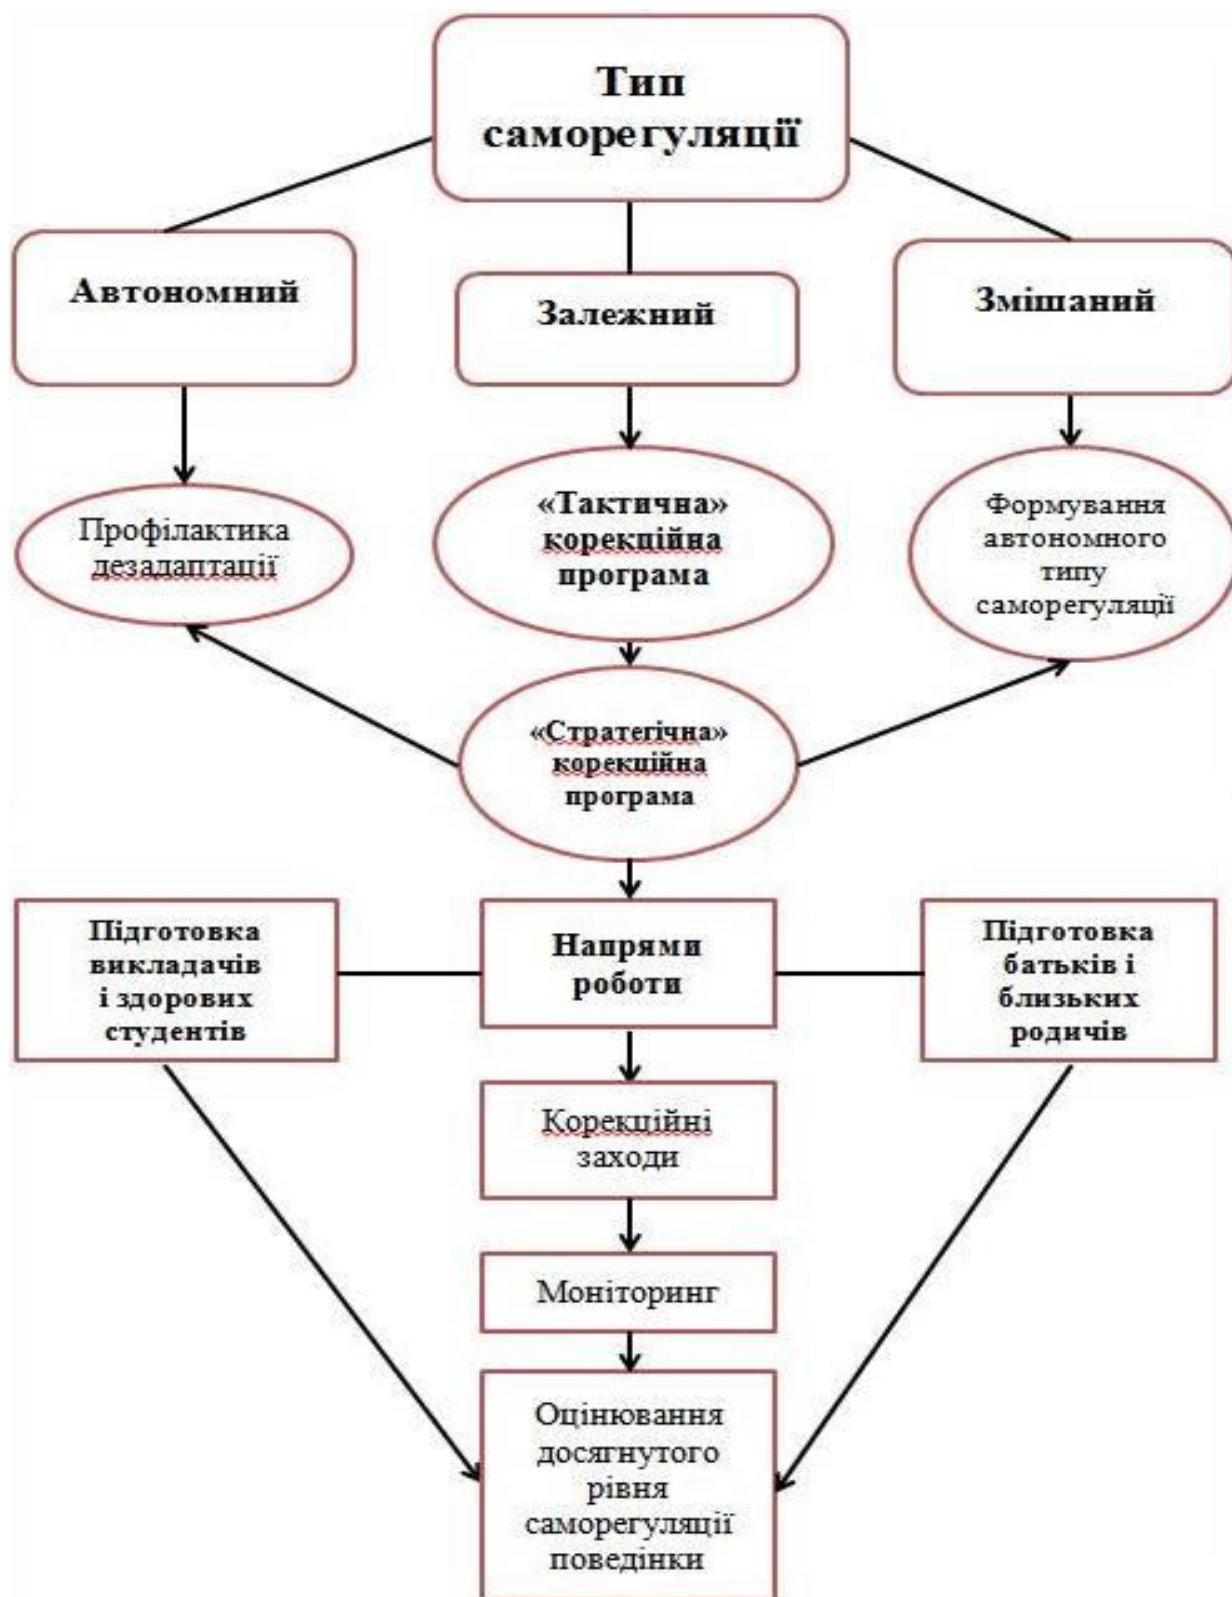 Тип
саморегуляції
Автономний
Залежний
Змішаний
Профілактика
дезадаптації
«Тактична»
корекційна
програма
Формування
автономного
типу
саморегуляції
«Стратегічна»
корекційна
програма
Підготовка
викладачів
і здорових
студентів
Напрями
роботи
Підготовка
батьків і
близьких
родичів
Корекційні
заходи
Моніторинг
Оцінювання
досягнутого
рівня
саморегуляції
поведінки